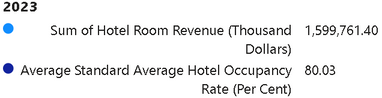 2023
Sum of Hotel Room Revenue (Thousand 1,599,761.40
Dollars)
Average Standard Average Hotel Occupancy 80.03
Rate (Per Cent)